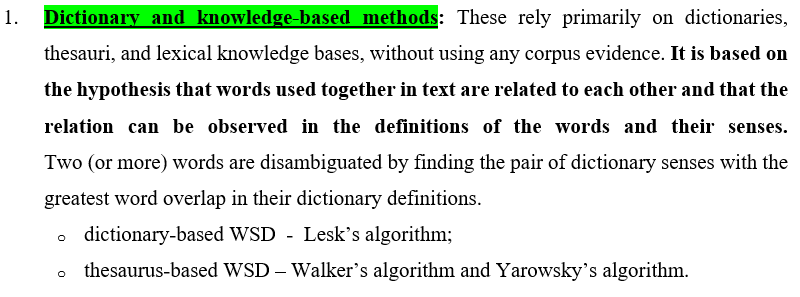 1. Dictionary and knowledge-based methods: These rely primarily on dictionaries,
thesauri, and lexical knowledge bases, without using any corpus evidence. It is based on
the hypothesis that words used together in text are related to each other and that the
relation can be observed in the definitions of the words and their senses.
Two (or more) words are disambiguated by finding the pair of dictionary senses with the
greatest word overlap in their dictionary definitions.
o dictionary-based WSD - Lesk’s algorithm;
o thesaurus-based WSD – Walker’s algorithm and Yarowsky’s algorithm.